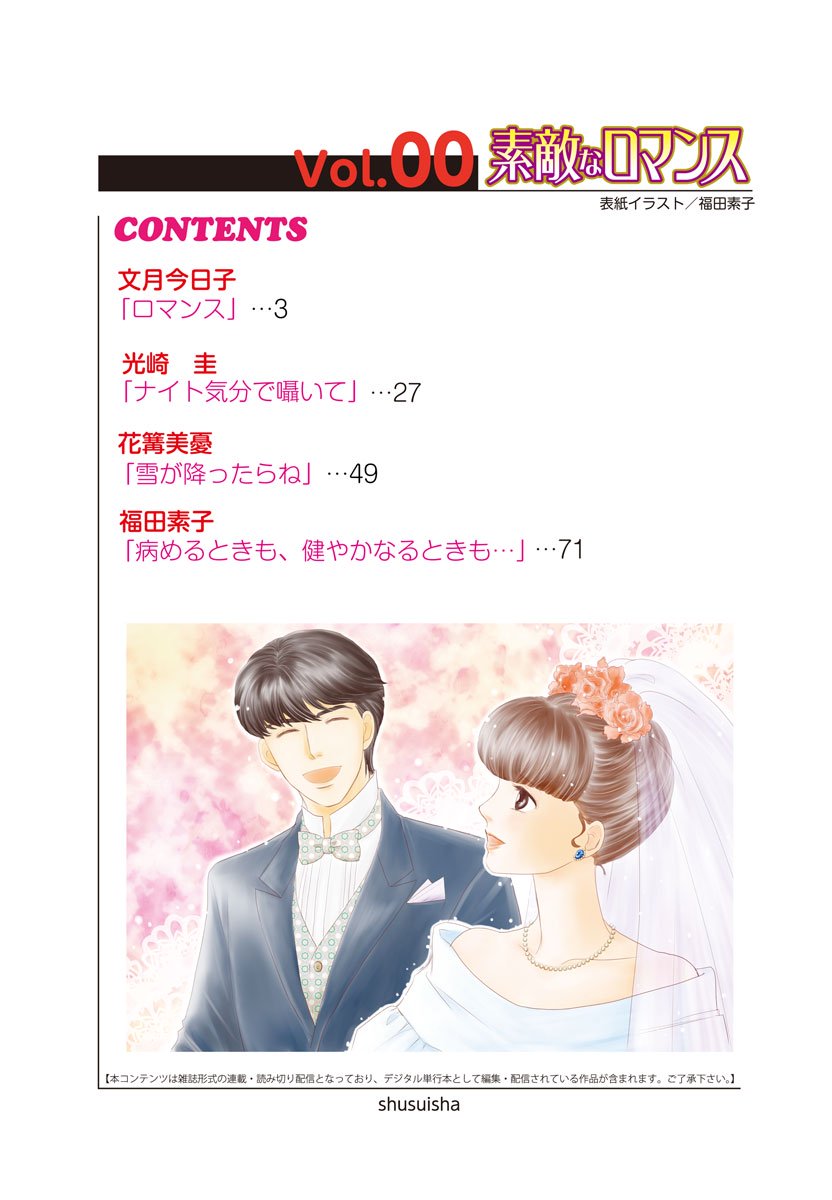 Vol.00 素敵なロマンス
表紙イラスト／福田素子
CONTENTS
文月今日子
「ロマンス」…3
光崎　圭
「ナイト気分で囁いて」…27
花篝美憂
「雪が降ったらね」…49
福田素子
「病めるときも、健やかなるときも…」…71
【本コンテンツは雑誌形式の連載・読み切り配信となっており、デジタル単行本として編集・配信されている作品が含まれます。ご了承下さい。】
shusuisha